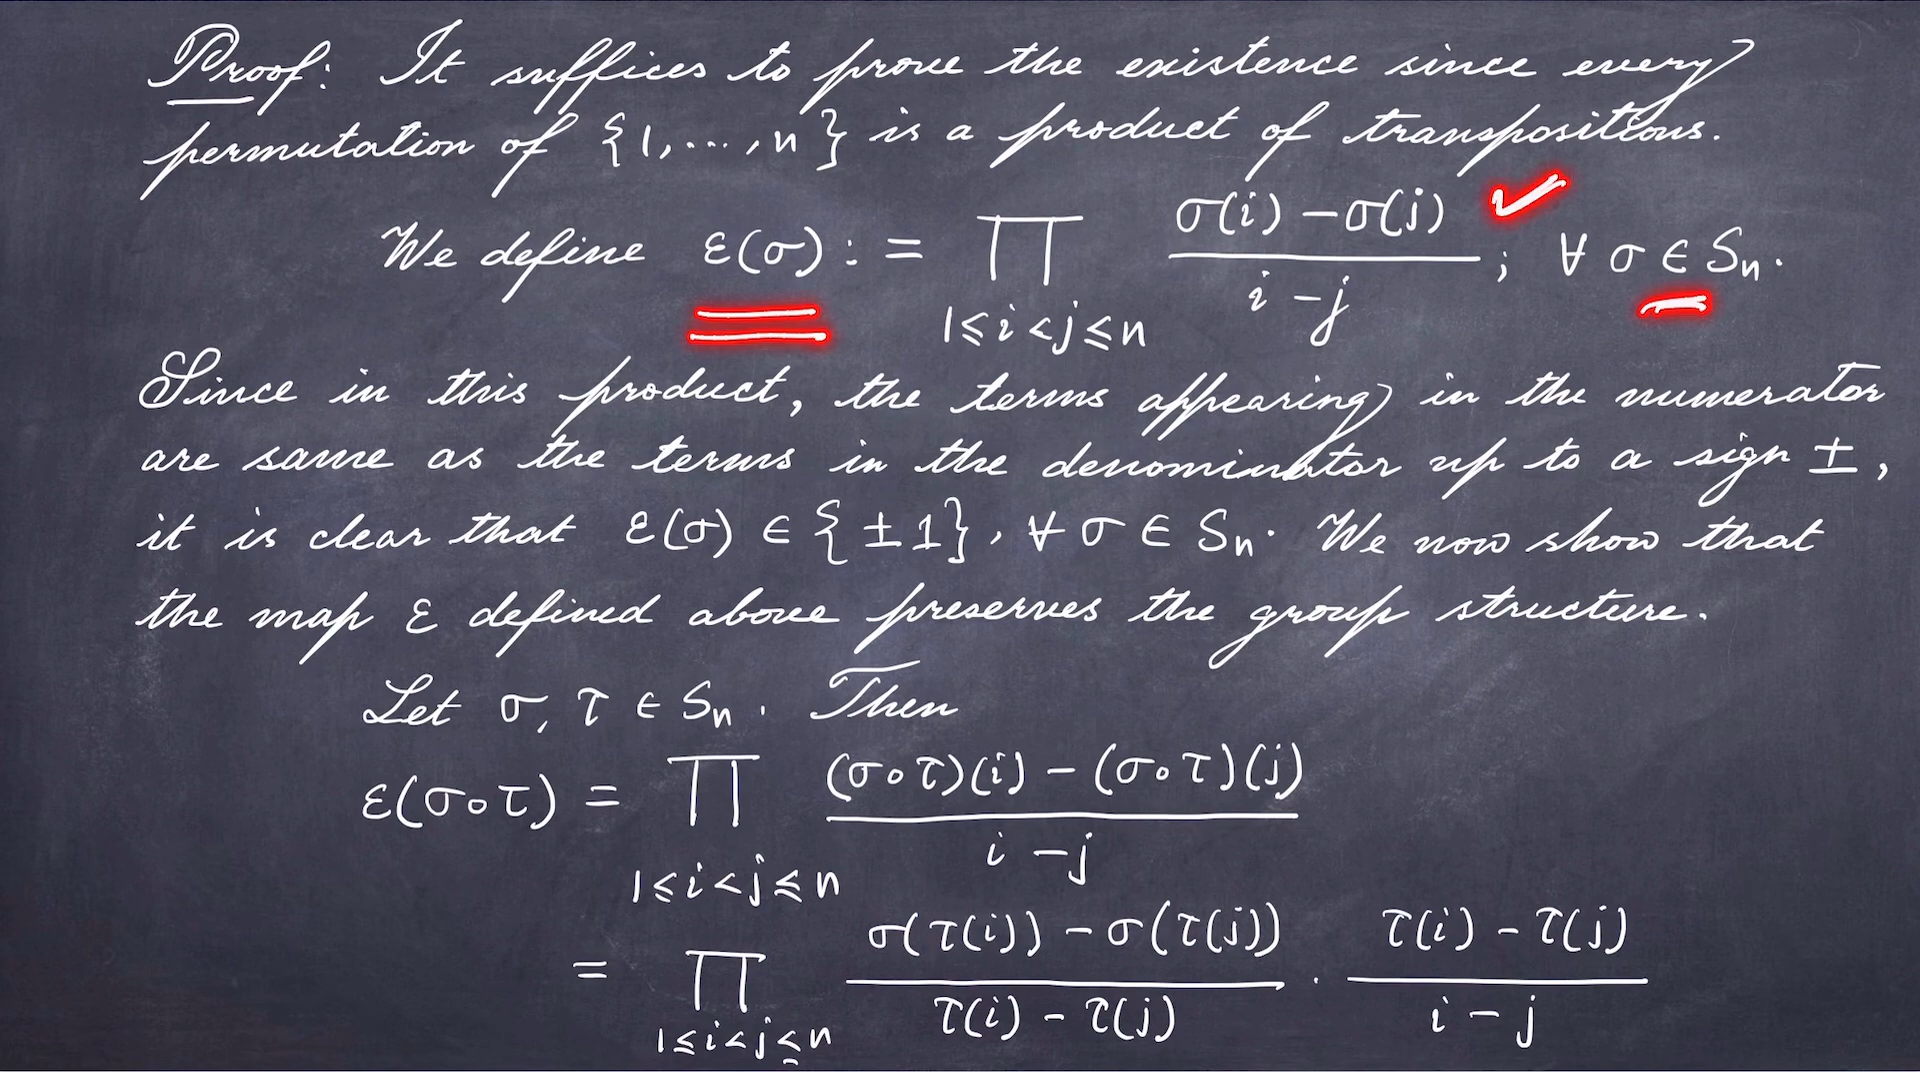 Proof: It suffices to prove the existence since every
permutation of {1,...,n} is a product of transpositions.
We define ε(σ) := ∏_{1≤i<j≤n} (σ(i) − σ(j))/(i − j); ∀ σ ∈ Sₙ.
Since in this product, the terms appearing in the numerator
are same as the terms in the denominator up to a sign ±,
it is clear that ε(σ) ∈ {±1}, ∀ σ ∈ Sₙ. We now show that
the map ε defined above preserves the group structure.
Let σ, τ ∈ Sₙ. Then
ε(σ∘τ) = ∏_{1≤i<j≤n} ((σ∘τ)(i) − (σ∘τ)(j))/(i − j)
= ∏_{1≤i<j≤n} (σ(τ(i)) − σ(τ(j)))/(τ(i) − τ(j)) · (τ(i) − τ(j))/(i − j)